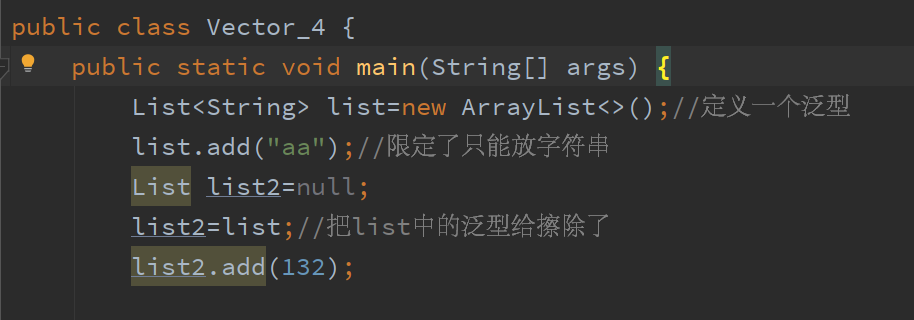 public class Vector_4 {
public static void main(String[] args) {
List<String> list=new ArrayList<>();//定义一个泛型
list.add("aa");//限定了只能放字符串
List list2=null;
list2=list;//把list中的泛型给擦除了
list2.add(132);